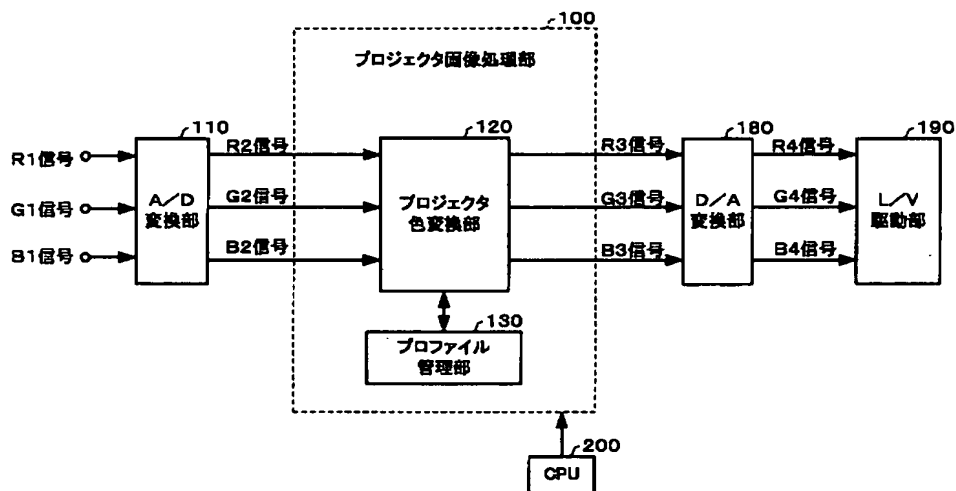 100
プロジェクタ画像処理部
110
120
180
190
R1信号
R2信号
R3信号
R4信号
G1信号
A/D
変換部
G2信号
プロジェクタ
色変換部
G3信号
D/A
変換部
G4信号
L/V
駆動部
B1信号
B2信号
B3信号
B4信号
130
プロファイル
管理部
200
CPU